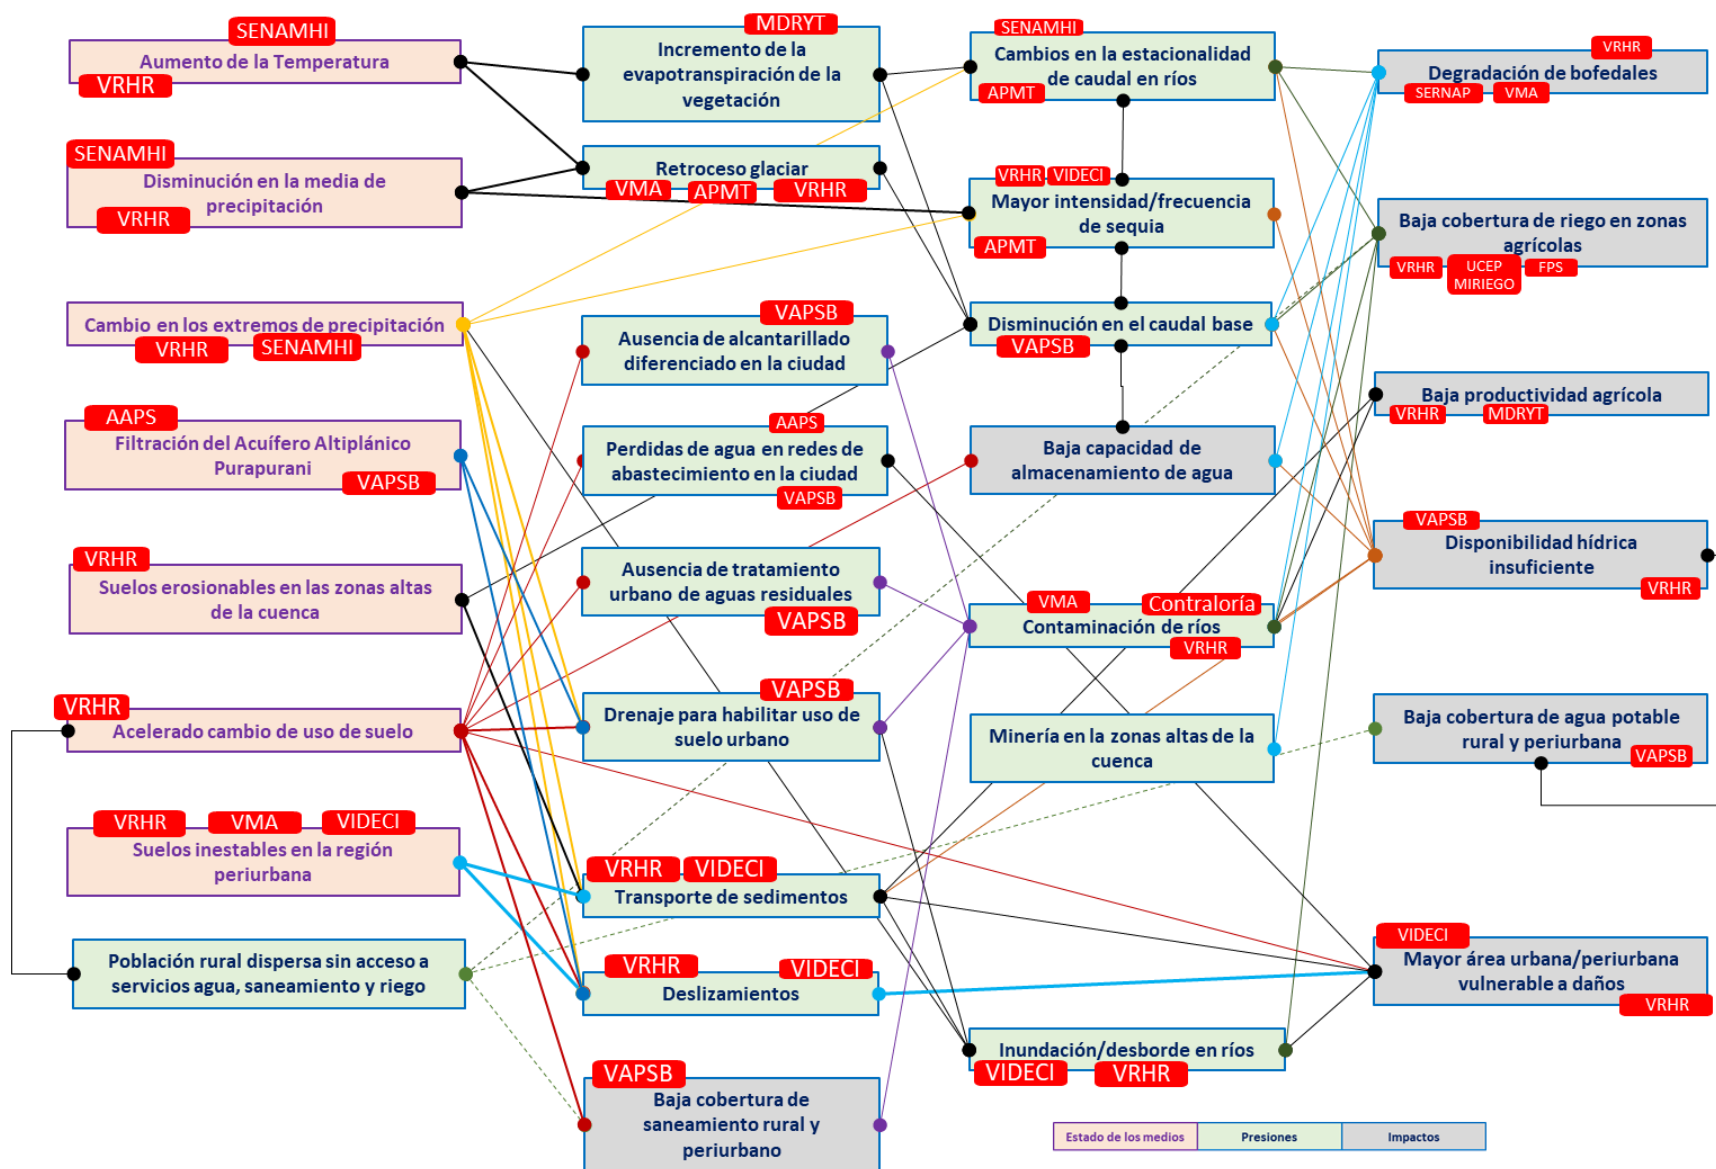 SENAMHI
Aumento de la Temperatura
VRHR
SENAMHI
Disminución en la media de
precipitación
VRHR
Cambio en los extremos de precipitación
VRHR
SENAMHI
AAPS
Filtración del Acuífero Altiplánico
Purapurani
VAPSB
VRHR
Suelos erosionables en las zonas altas
de la cuenca
VRHR
Acelerado cambio de uso de suelo
VRHR
VMA
VIDECI
Suelos inestables en la región
periurbana
Población rural dispersa sin acceso a
servicios agua, saneamiento y riego
MDRYT
Incremento de la
evapotranspiración de la
vegetación
Retroceso glaciar
VMA
APMT
VRHR
VAPSB
Ausencia de alcantarillado
diferenciado en la ciudad
AAPS
Perdidas de agua en redes de
abastecimiento en la ciudad
VAPSB
Ausencia de tratamiento
urbano de aguas residuales
VAPSB
VAPSB
Drenaje para habilitar uso de
suelo urbano
VRHR
VIDECI
Transporte de sedimentos
VRHR
VIDECI
Deslizamientos
VAPSB
Baja cobertura de
saneamiento rural y
periurbano
SENAMHI
Cambios en la estacionalidad
de caudal en ríos
APMT
VRHR
VIDECI
Mayor intensidad/frecuencia
de sequia
APMT
Disminución en el caudal base
VAPSB
Baja capacidad de
almacenamiento de agua
VMA
Contraloría
Contaminación de ríos
VRHR
Minería en la zonas altas de la
cuenca
Inundación/desborde en ríos
VIDECI
VRHR
VRHR
Degradación de bofedales
SERNAP
VMA
Baja cobertura de riego en zonas
agrícolas
VRHR
UCEP
MIRIEGO
FPS
Baja productividad agrícola
VRHR
MDRYT
VAPSB
Disponibilidad hídrica
insuficiente
VRHR
Baja cobertura de agua potable
rural y periurbana
VAPSB
VIDECI
Mayor área urbana/periurbana
vulnerable a daños
VRHR
Estado de los medios
Presiones
Impactos